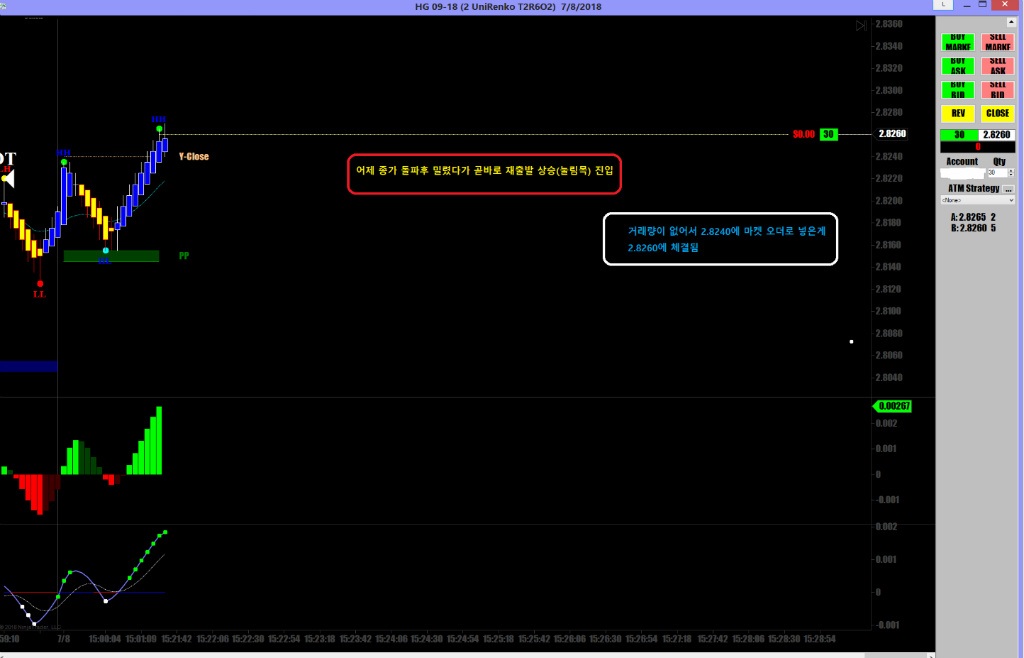 HG 09-18 (2 UniRenko T2R6O2) 7/8/2018
2.8360
2.8340
2.8320
2.8300
2.8280
2.8260
2.8240
2.8220
2.8200
2.8180
2.8160
2.8140
2.8120
2.8100
2.8080
2.8060
2.8040
HH
HH
Y-Close
PP
LL
$0.00 30
어제 종가 돌파후 밀렸다가 곧바로 재출발 상승(눌림목) 진입
거래량이 없어서 2.8240에 마켓 오더로 넣은게
2.8260에 체결됨
0.00267
0.002
0.001
0
-0.001
0.002
0.001
0
-0.001
7/8 15:00:04 15:01:09 15:21:42 15:22:06 15:22:30 15:22:54 15:23:18 15:23:42 15:24:06 15:24:30 15:24:54 15:25:18 15:25:42 15:26:06 15:26:30 15:26:54 15:27:18 15:27:42 15:28:06 15:28:30 15:28:54
BUY SELL
MARKE MARKE
BUY SELL
ASK ASK
BUY SELL
BID BID
REV CLOSE
30 2.8260
0
Account Qty
30
ATM Strategy ...
<None>
A: 2.8265 2
B: 2.8260 5